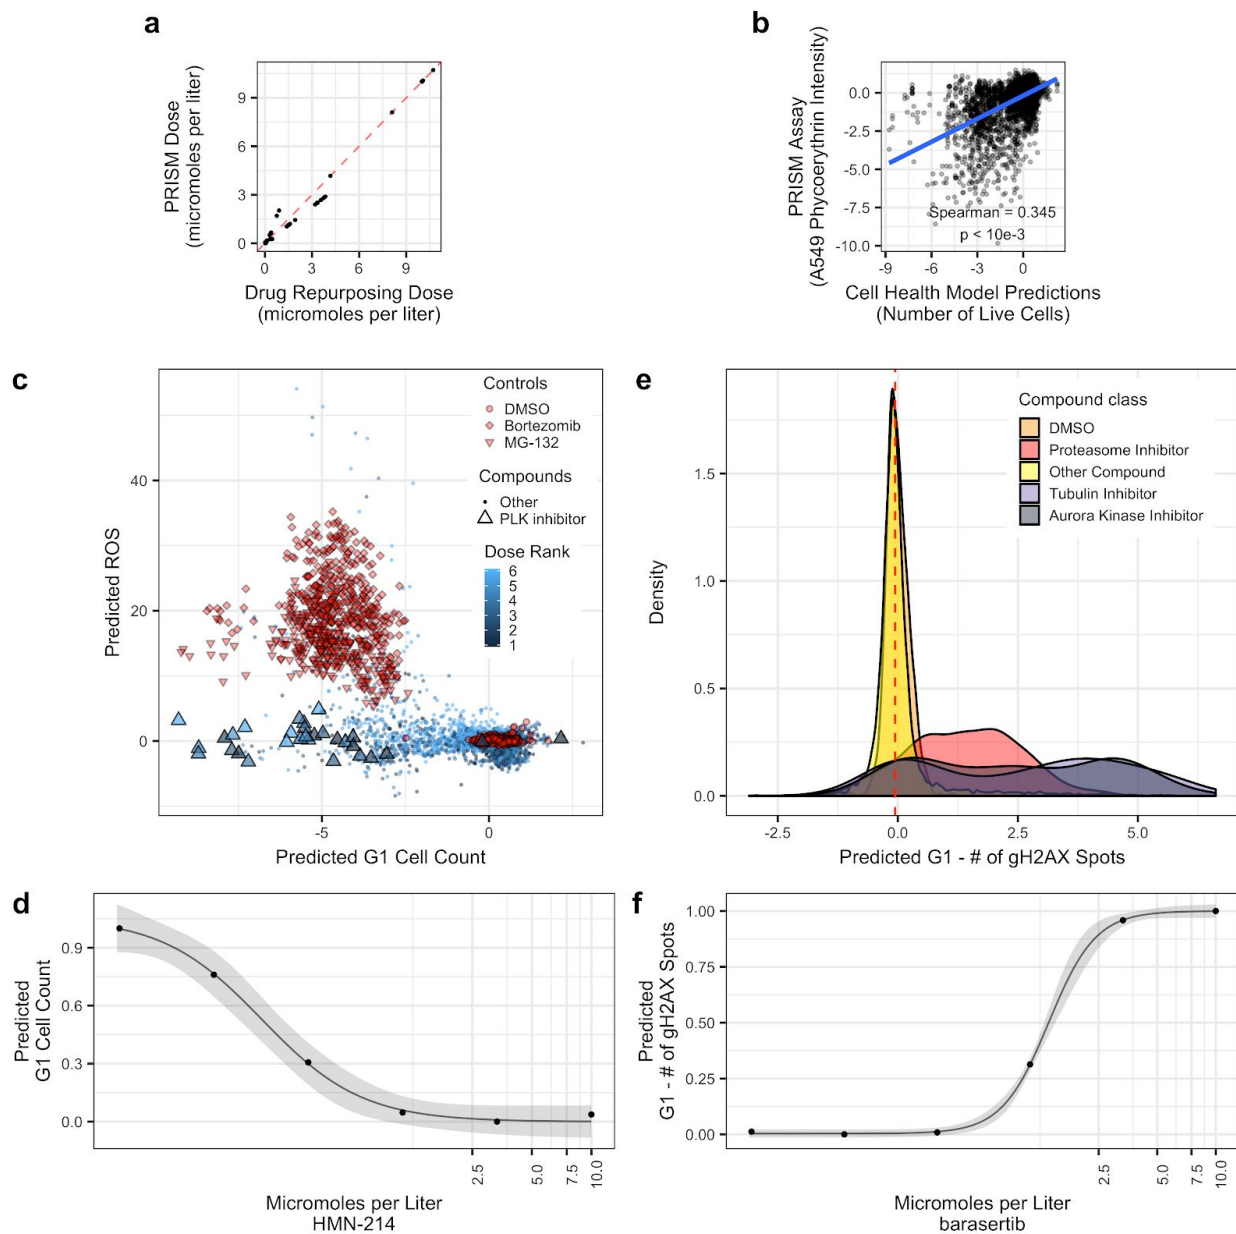 a
PRISM Dose
(micromoles per liter)
9
6
3
0
0 3 6 9
Drug Repurposing Dose
(micromoles per liter)
b
PRISM Assay
(A549 Phycoerythrin Intensity)
0.0
-2.5
-5.0
-7.5
-10.0
Spearman = 0.345
p < 10e-3
-9 -6 -3 0
Cell Health Model Predictions
(Number of Live Cells)
c
Predicted ROS
40
20
0
Controls
DMSO
Bortezomib
MG-132
Compounds
Other
PLK inhibitor
Dose Rank
6
5
4
3
2
1
-5 0
Predicted G1 Cell Count
e
Density
1.5
1.0
0.5
0.0
Compound class
DMSO
Proteasome Inhibitor
Other Compound
Tubulin Inhibitor
Aurora Kinase Inhibitor
-2.5 0.0 2.5 5.0
Predicted G1 - # of gH2AX Spots
d
Predicted
G1 Cell Count
0.9
0.6
0.3
0.0
2.5 5.0 7.5 10.0
Micromoles per Liter
HMN-214
f
Predicted
G1 - # of gH2AX Spots
1.00
0.75
0.50
0.25
0.00
2.5 5.0 7.5 10.0
Micromoles per Liter
barasertib